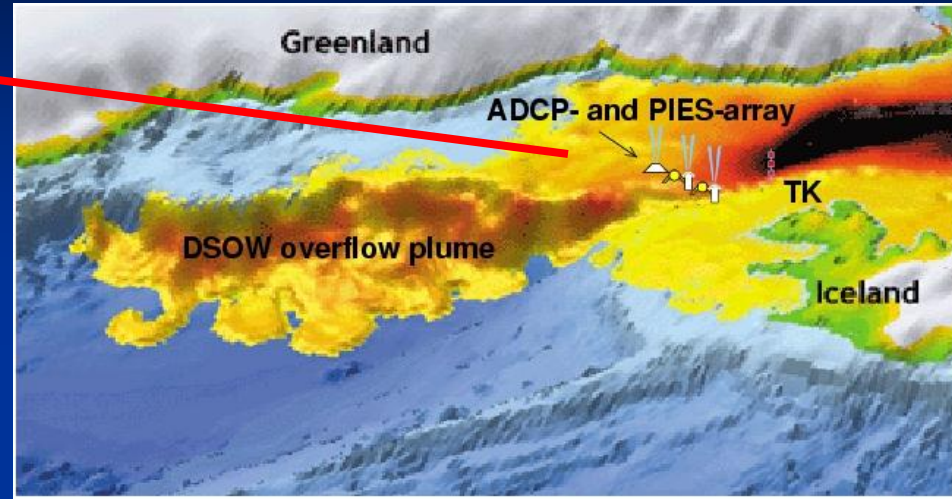 Greenland
ADCP- and PIES-array
TK
DSOW overflow plume
Iceland